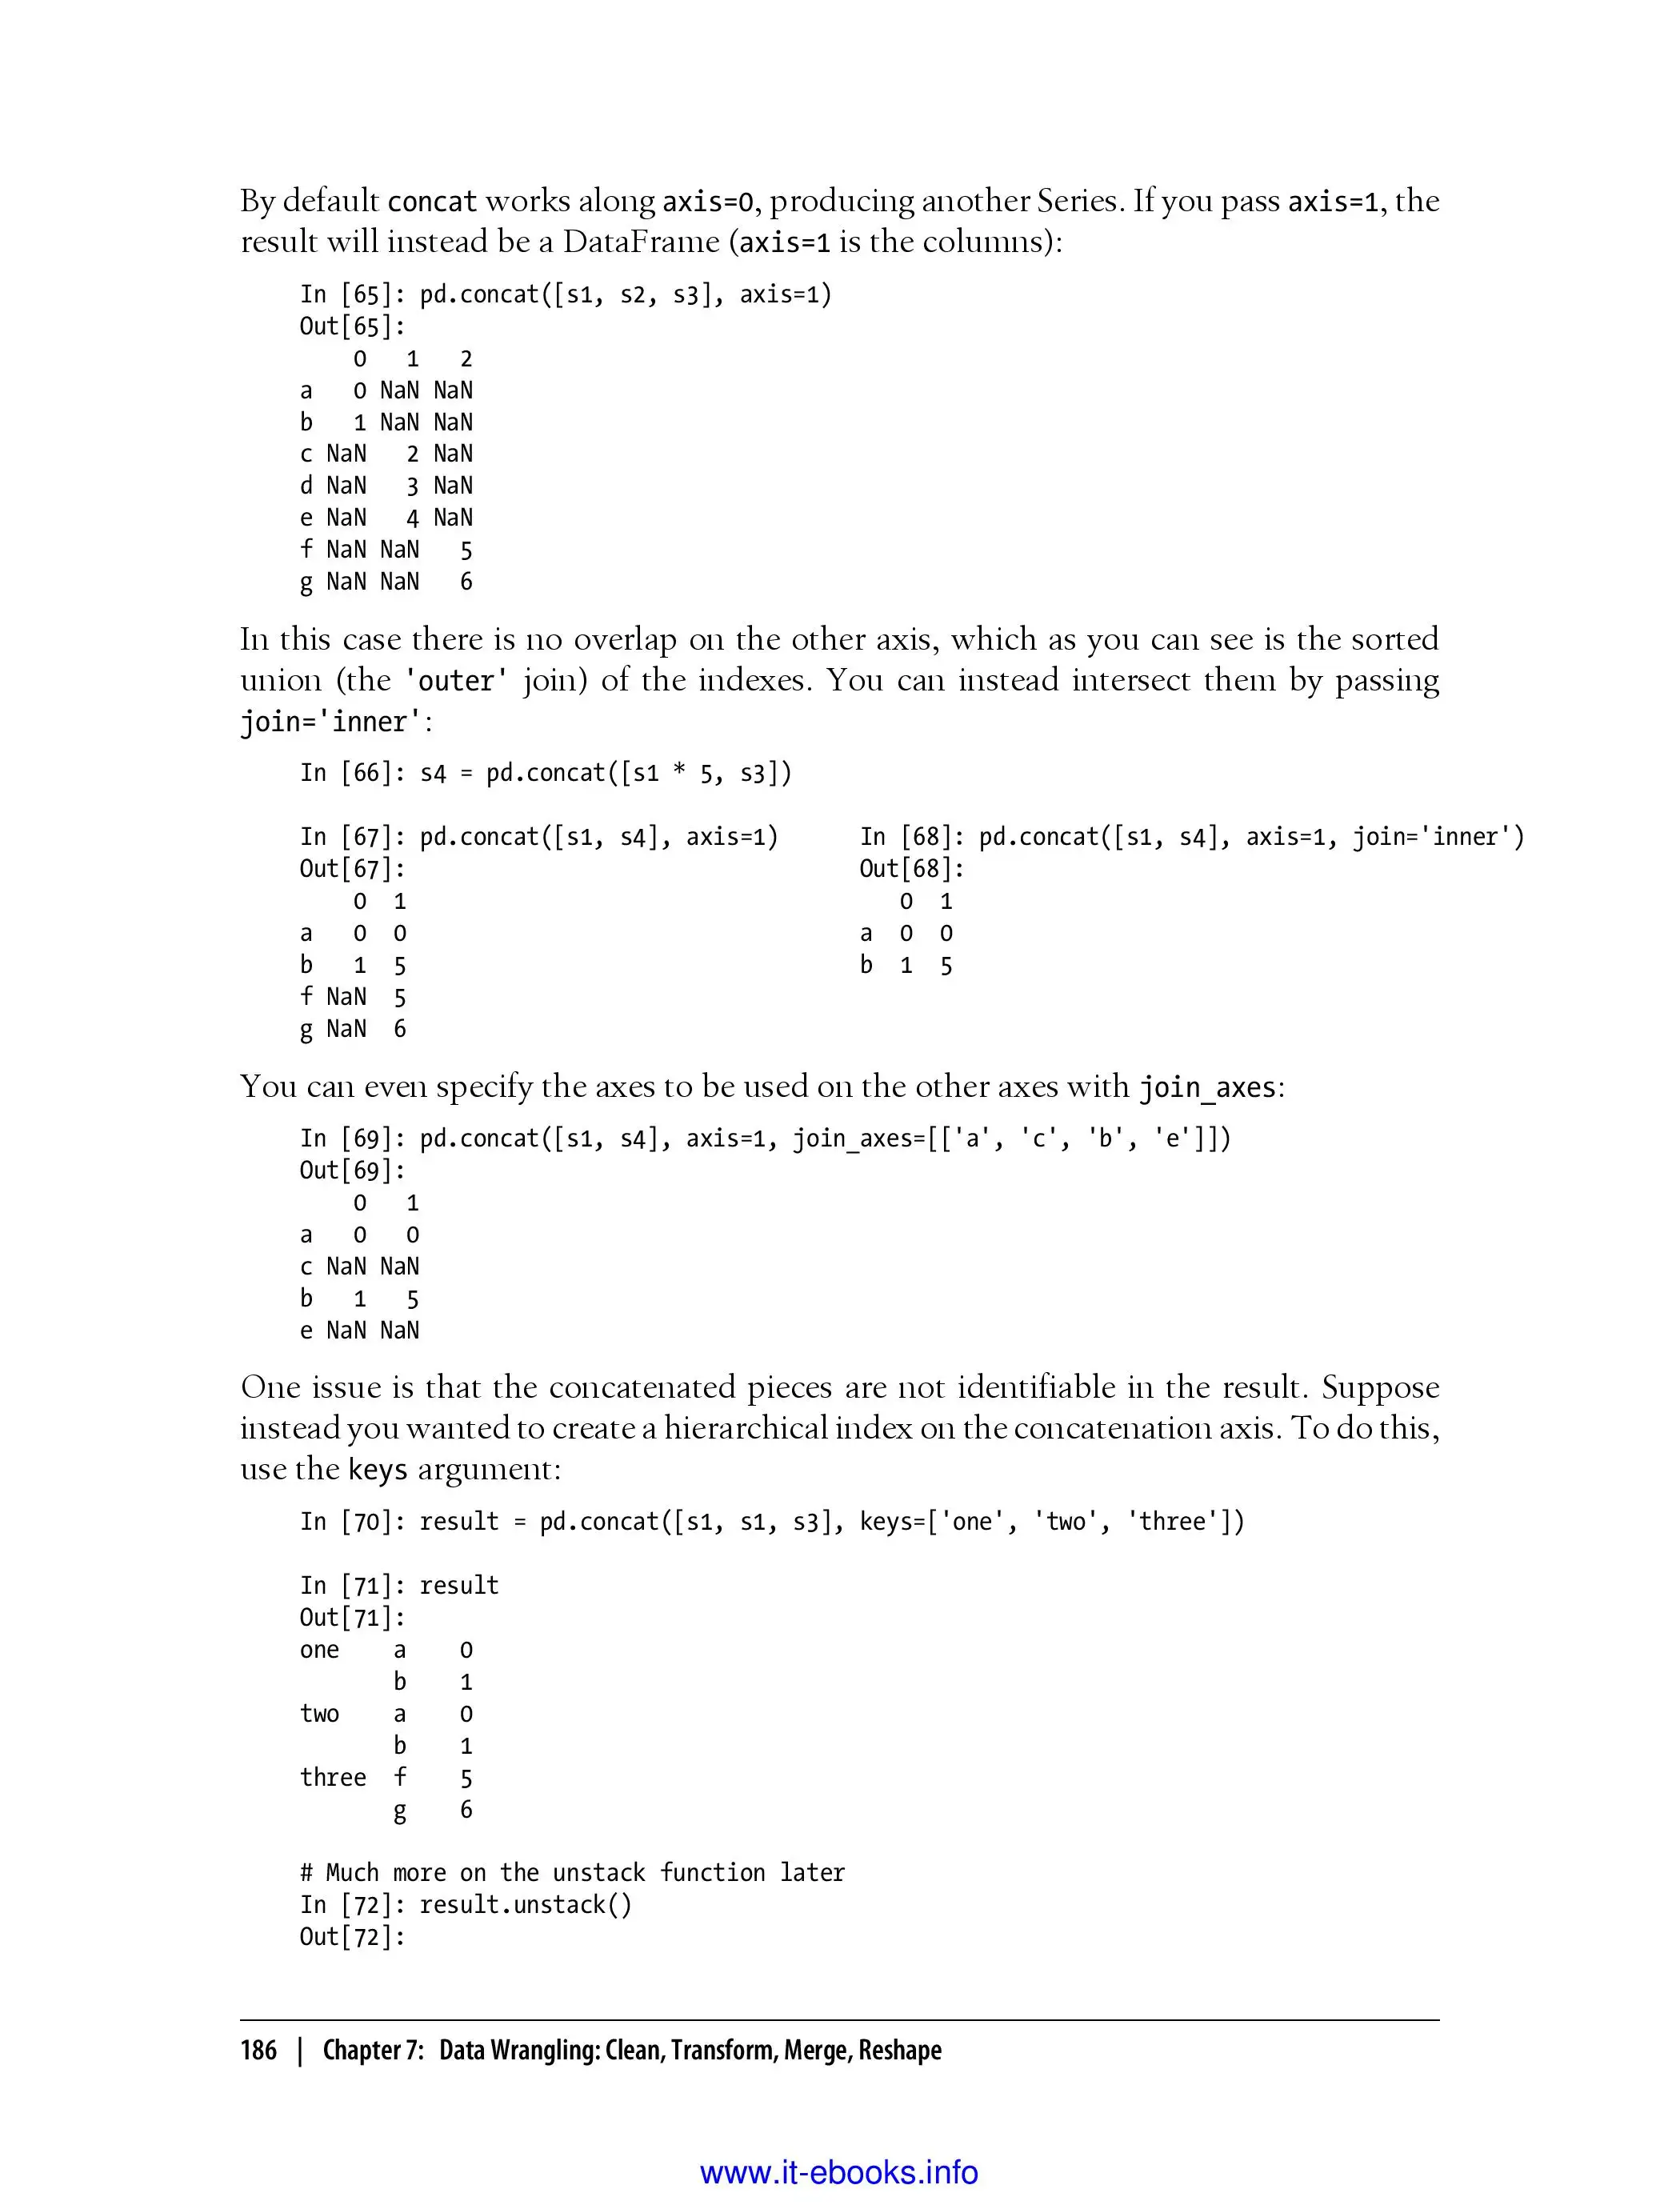 By default concat works along axis=0, producing another Series. If you pass axis=1, the
result will instead be a DataFrame (axis=1 is the columns):
In [65]: pd.concat([s1, s2, s3], axis=1)
Out[65]:
    0   1   2
a   0 NaN NaN
b   1 NaN NaN
c NaN   2 NaN
d NaN   3 NaN
e NaN   4 NaN
f NaN NaN   5
g NaN NaN   6
In this case there is no overlap on the other axis, which as you can see is the sorted
union (the 'outer' join) of the indexes. You can instead intersect them by passing
join='inner':
In [66]: s4 = pd.concat([s1 * 5, s3])
In [67]: pd.concat([s1, s4], axis=1)      In [68]: pd.concat([s1, s4], axis=1, join='inner')
Out[67]:                                  Out[68]:
    0  1                                     0  1
a   0  0                                  a  0  0
b   1  5                                  b  1  5
f NaN  5
g NaN  6
You can even specify the axes to be used on the other axes with join_axes:
In [69]: pd.concat([s1, s4], axis=1, join_axes=[['a', 'c', 'b', 'e']])
Out[69]:
    0   1
a   0   0
c NaN NaN
b   1   5
e NaN NaN
One issue is that the concatenated pieces are not identifiable in the result. Suppose
instead you wanted to create a hierarchical index on the concatenation axis. To do this,
use the keys argument:
In [70]: result = pd.concat([s1, s1, s3], keys=['one', 'two', 'three'])
In [71]: result
Out[71]:
one    a    0
       b    1
two    a    0
       b    1
three  f    5
       g    6
# Much more on the unstack function later
In [72]: result.unstack()
Out[72]:
186 | Chapter 7: Data Wrangling: Clean, Transform, Merge, Reshape
www.it-ebooks.info